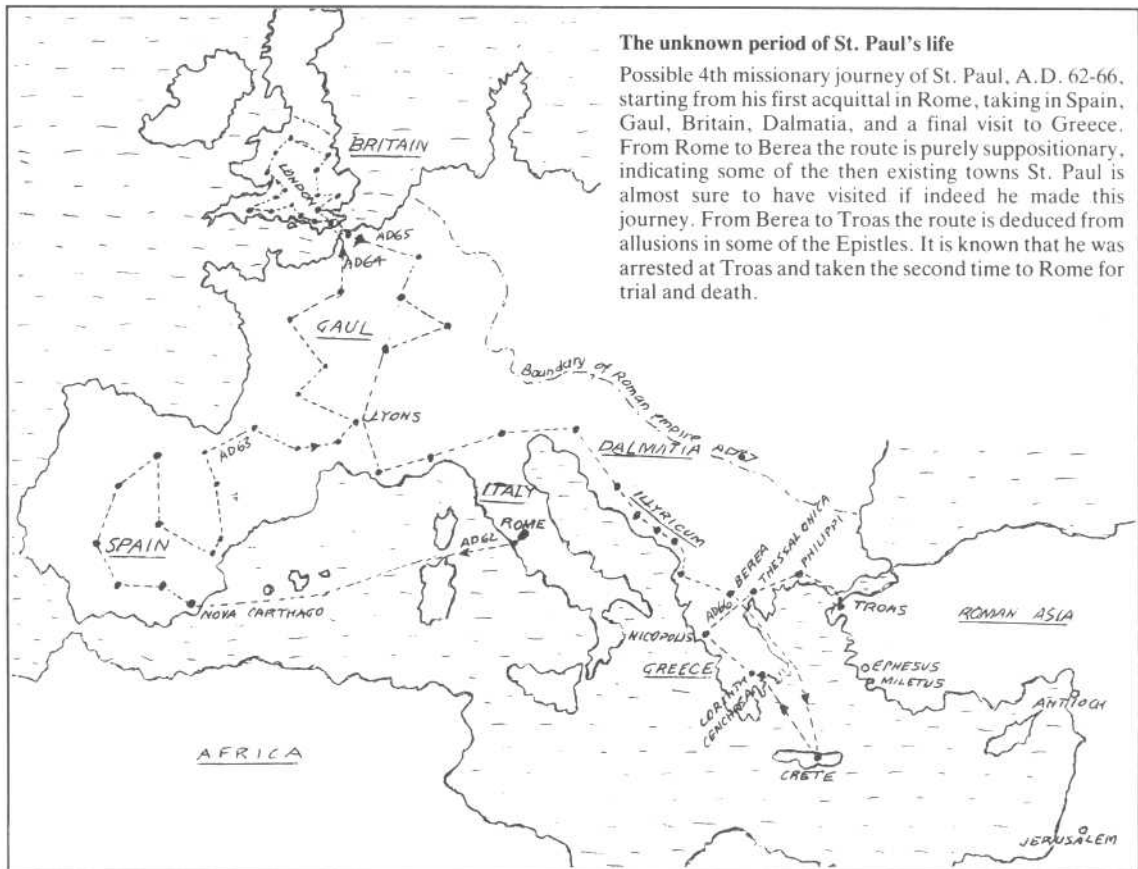 The unknown period of St. Paul's life
Possible 4th missionary journey of St. Paul, A.D. 62-66,
starting from his first acquittal in Rome, taking in Spain,
Gaul, Britain, Dalmatia, and a final visit to Greece.
From Rome to Berea the route is purely suppositionary,
indicating some of the then existing towns St. Paul is
almost sure to have visited if indeed he made this
journey. From Berea to Troas the route is deduced from
allusions in some of the Epistles. It is known that he was
arrested at Troas and taken the second time to Rome for
trial and death.
BRITAIN
LONDON
AD65
AD64
GAUL
Boundary of Roman empire AD67
LYONS
AD63
DALMATIA
ITALY
ILLYRICUM
ROME
AD62
SPAIN
NOVA CARTHAGO
BEREA
THESSALONICA
PHILIPPI
AD66
TROAS
ROMAN ASIA
NICOPOLIS
GREECE
EPHESUS
MILETUS
CORINTH
CENCHREA
ANTIOCH
AFRICA
CRETE
JERUSALEM